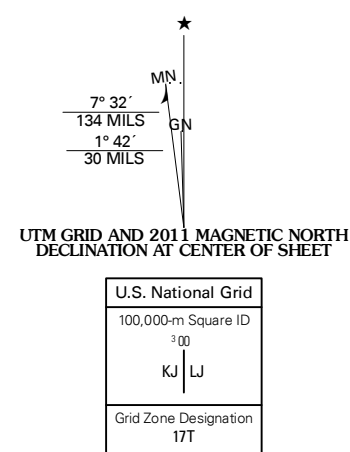 ★
MN.
7° 32´
134 MILS
GN
1° 42´
30 MILS
UTM GRID AND 2011 MAGNETIC NORTH
DECLINATION AT CENTER OF SHEET
U.S. National Grid
100,000-m Square ID
³00
KJ LJ
Grid Zone Designation
17T